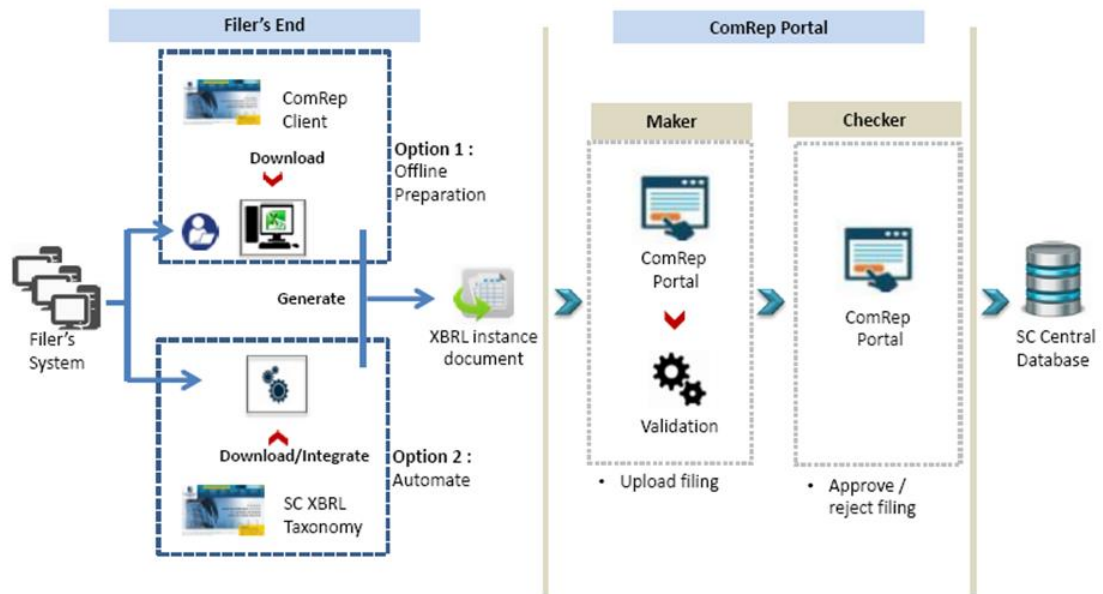 Filer's End
ComRep Portal
ComRep
Client
Download
Option 1 :
Offline
Preparation
Filer's
System
Generate
XBRL instance
document
Download/Integrate
SC XBRL
Taxonomy
Option 2 :
Automate
Maker
ComRep
Portal
Validation
• Upload filing
Checker
ComRep
Portal
• Approve /
reject filing
SC Central
Database